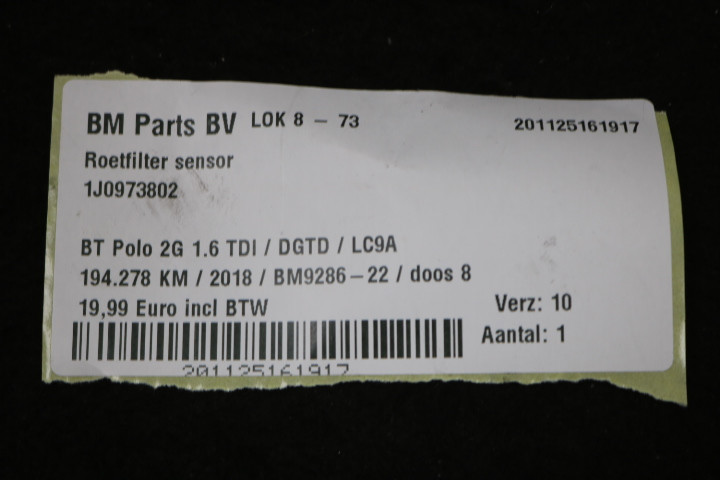 BM Parts BV LOK 8 - 73 201125161917
Roetfilter sensor
1J0973802
BT Polo 2G 1.6 TDI / DGTD / LC9A
194.278 KM / 2018 / BM9286-22 / doos 8
19,99 Euro incl BTW Verz: 10
Aantal: 1
201125161917